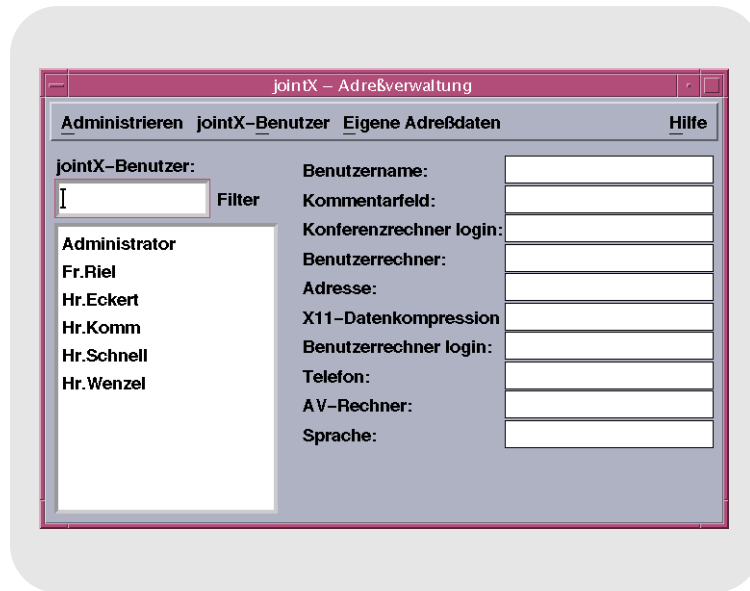 jointX – Adreßverwaltung
Administrieren jointX–Benutzer Eigene Adreßdaten Hilfe
jointX–Benutzer:
Filter
Administrator
Fr.Riel
Hr.Eckert
Hr.Komm
Hr.Schnell
Hr.Wenzel
Benutzername:
Kommentarfeld:
Konferenzrechner login:
Benutzerrechner:
Adresse:
X11–Datenkompression
Benutzerrechner login:
Telefon:
AV–Rechner:
Sprache: